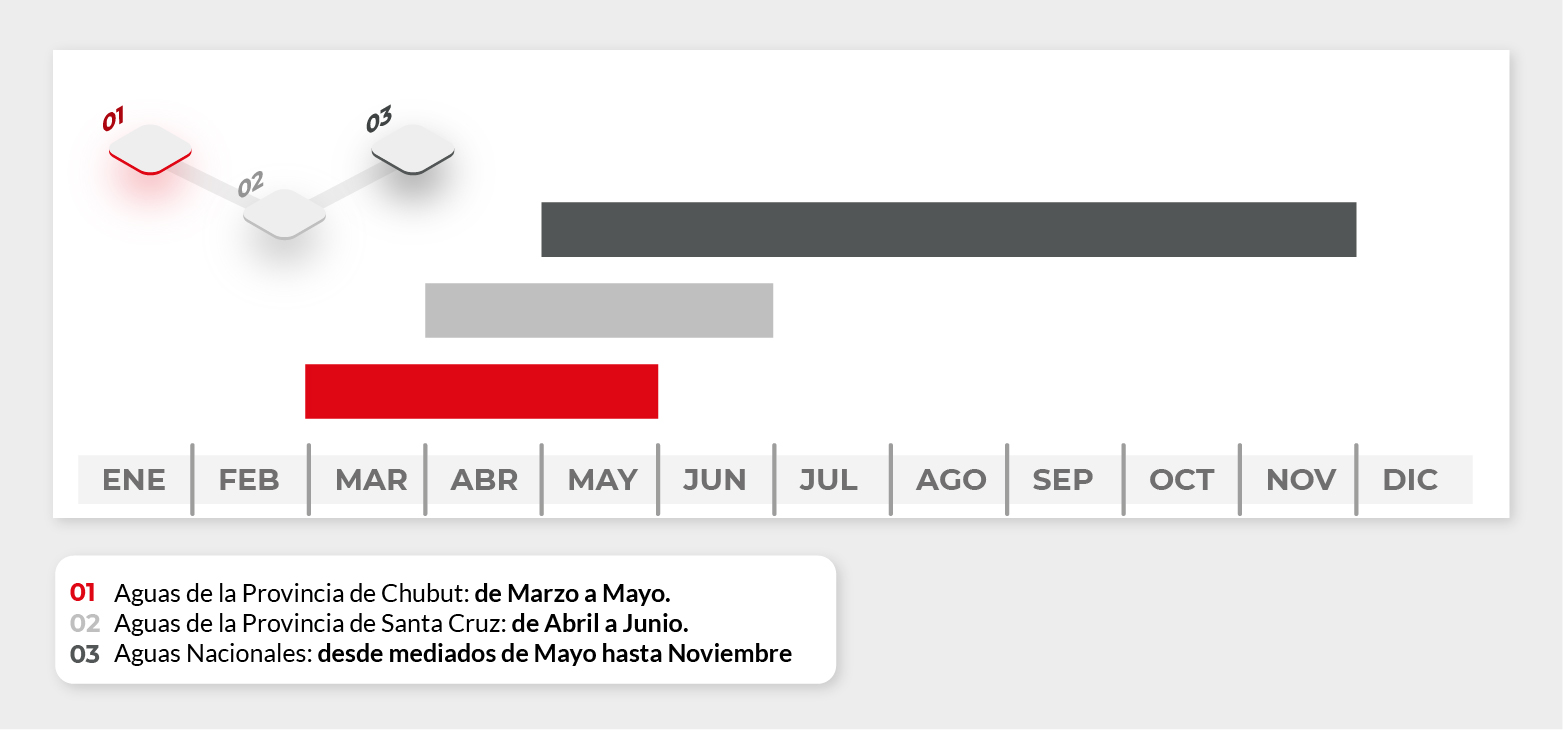 01
03
02
ENE FEB MAR ABR MAY JUN JUL AGO SEP OCT NOV DIC
01 Aguas de la Provincia de Chubut: de Marzo a Mayo.
02 Aguas de la Provincia de Santa Cruz: de Abril a Junio.
03 Aguas Nacionales: desde mediados de Mayo hasta Noviembre